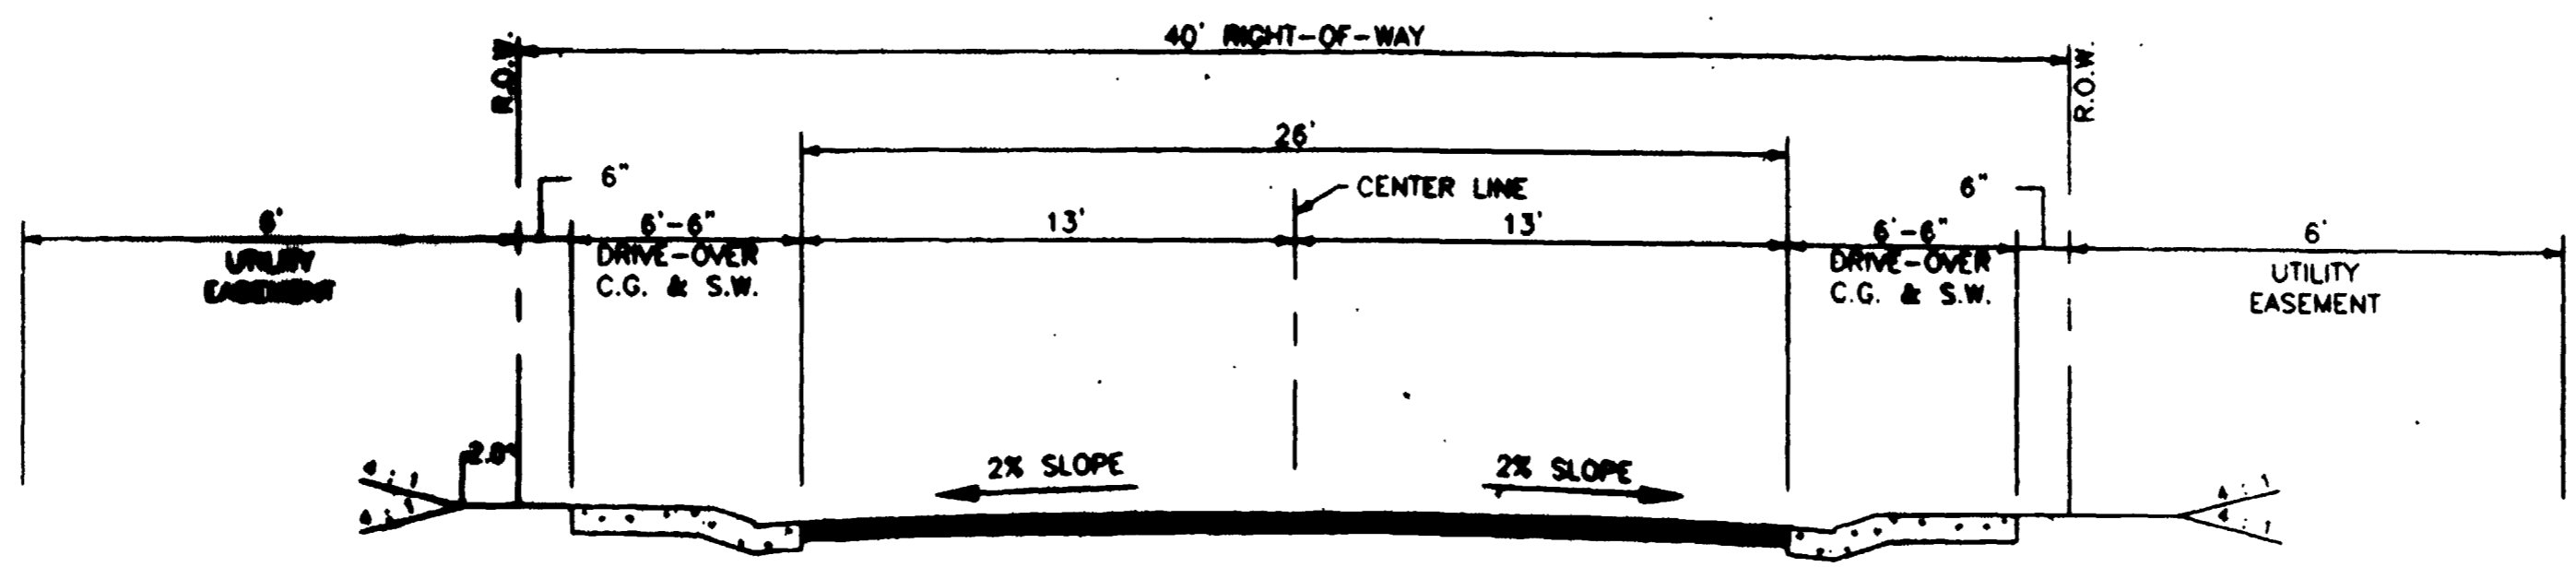 40' RIGHT-OF-WAY
R.O.W.
R.O.W.
26'
6"
CENTER LINE
6"
6'
UTILITY
EASEMENT
6'-6"
DRIVE-OVER
C.G. & S.W.
13'
13'
6'-6"
DRIVE-OVER
C.G. & S.W.
6'
UTILITY
EASEMENT
2.0'
4 : 1
4 : 1
2% SLOPE
2% SLOPE
4 : 1
4 : 1